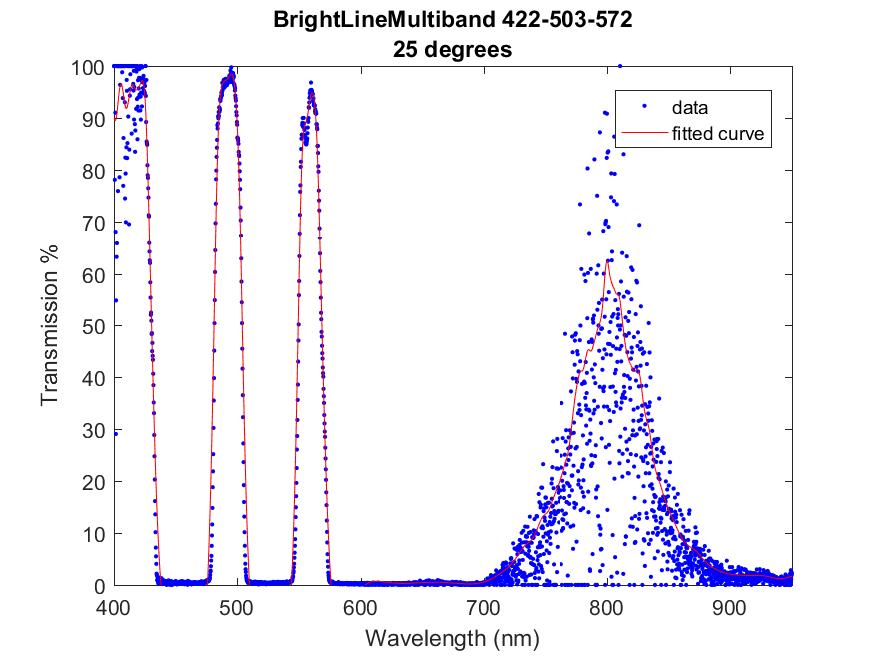 BrightLineMultiband 422-503-572
25 degrees
100
90
80
70
60
50
40
30
20
10
0
Transmission %
data
fitted curve
400
500
600
700
800
900
Wavelength (nm)